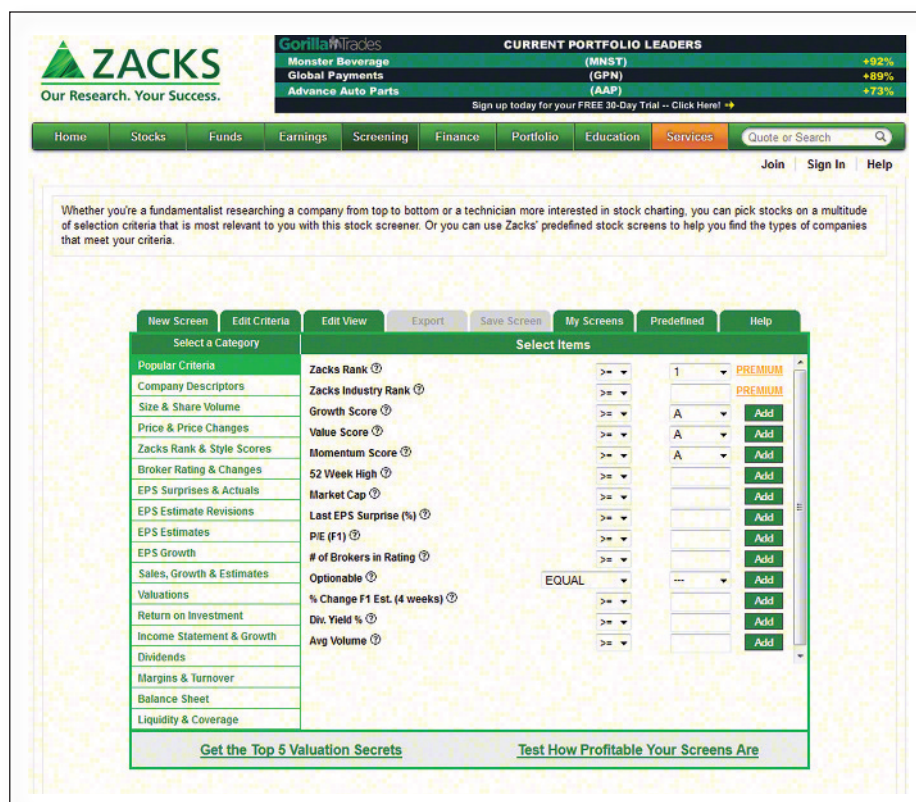 ZACKS
Our Research. Your Success.
GorillaTrades CURRENT PORTFOLIO LEADERS
Monster Beverage (MNST) +92%
Global Payments (GPN) +89%
Advance Auto Parts (AAP) +73%
Sign up today for your FREE 30-Day Trial -- Click Here!
Home Stocks Funds Earnings Screening Finance Portfolio Education Services Quote or Search
Join Sign In Help
Whether you're a fundamentalist researching a company from top to bottom or a technician more interested in stock charting, you can pick stocks on a multitude
of selection criteria that is most relevant to you with this stock screener. Or you can use Zacks' predefined stock screens to help you find the types of companies
that meet your criteria.
New Screen Edit Criteria Edit View Export Save Screen My Screens Predefined Help
Select a Category
Popular Criteria
Company Descriptors
Size & Share Volume
Price & Price Changes
Zacks Rank & Style Scores
Broker Rating & Changes
EPS Surprises & Actuals
EPS Estimate Revisions
EPS Estimates
EPS Growth
Sales, Growth & Estimates
Valuations
Return on Investment
Income Statement & Growth
Dividends
Margins & Turnover
Balance Sheet
Liquidity & Coverage
Select Items
Zacks Rank ? >= 1 PREMIUM
Zacks Industry Rank ? >= PREMIUM
Growth Score ? >= A Add
Value Score ? >= A Add
Momentum Score ? >= A Add
52 Week High ? >= Add
Market Cap ? >= Add
Last EPS Surprise (%) ? >= Add
P/E (F1) ? >= Add
# of Brokers in Rating ? >= Add
Optionable ? EQUAL --- Add
% Change F1 Est. (4 weeks) ? >= Add
Div. Yield % ? >= Add
Avg Volume ? >= Add
Get the Top 5 Valuation Secrets Test How Profitable Your Screens Are